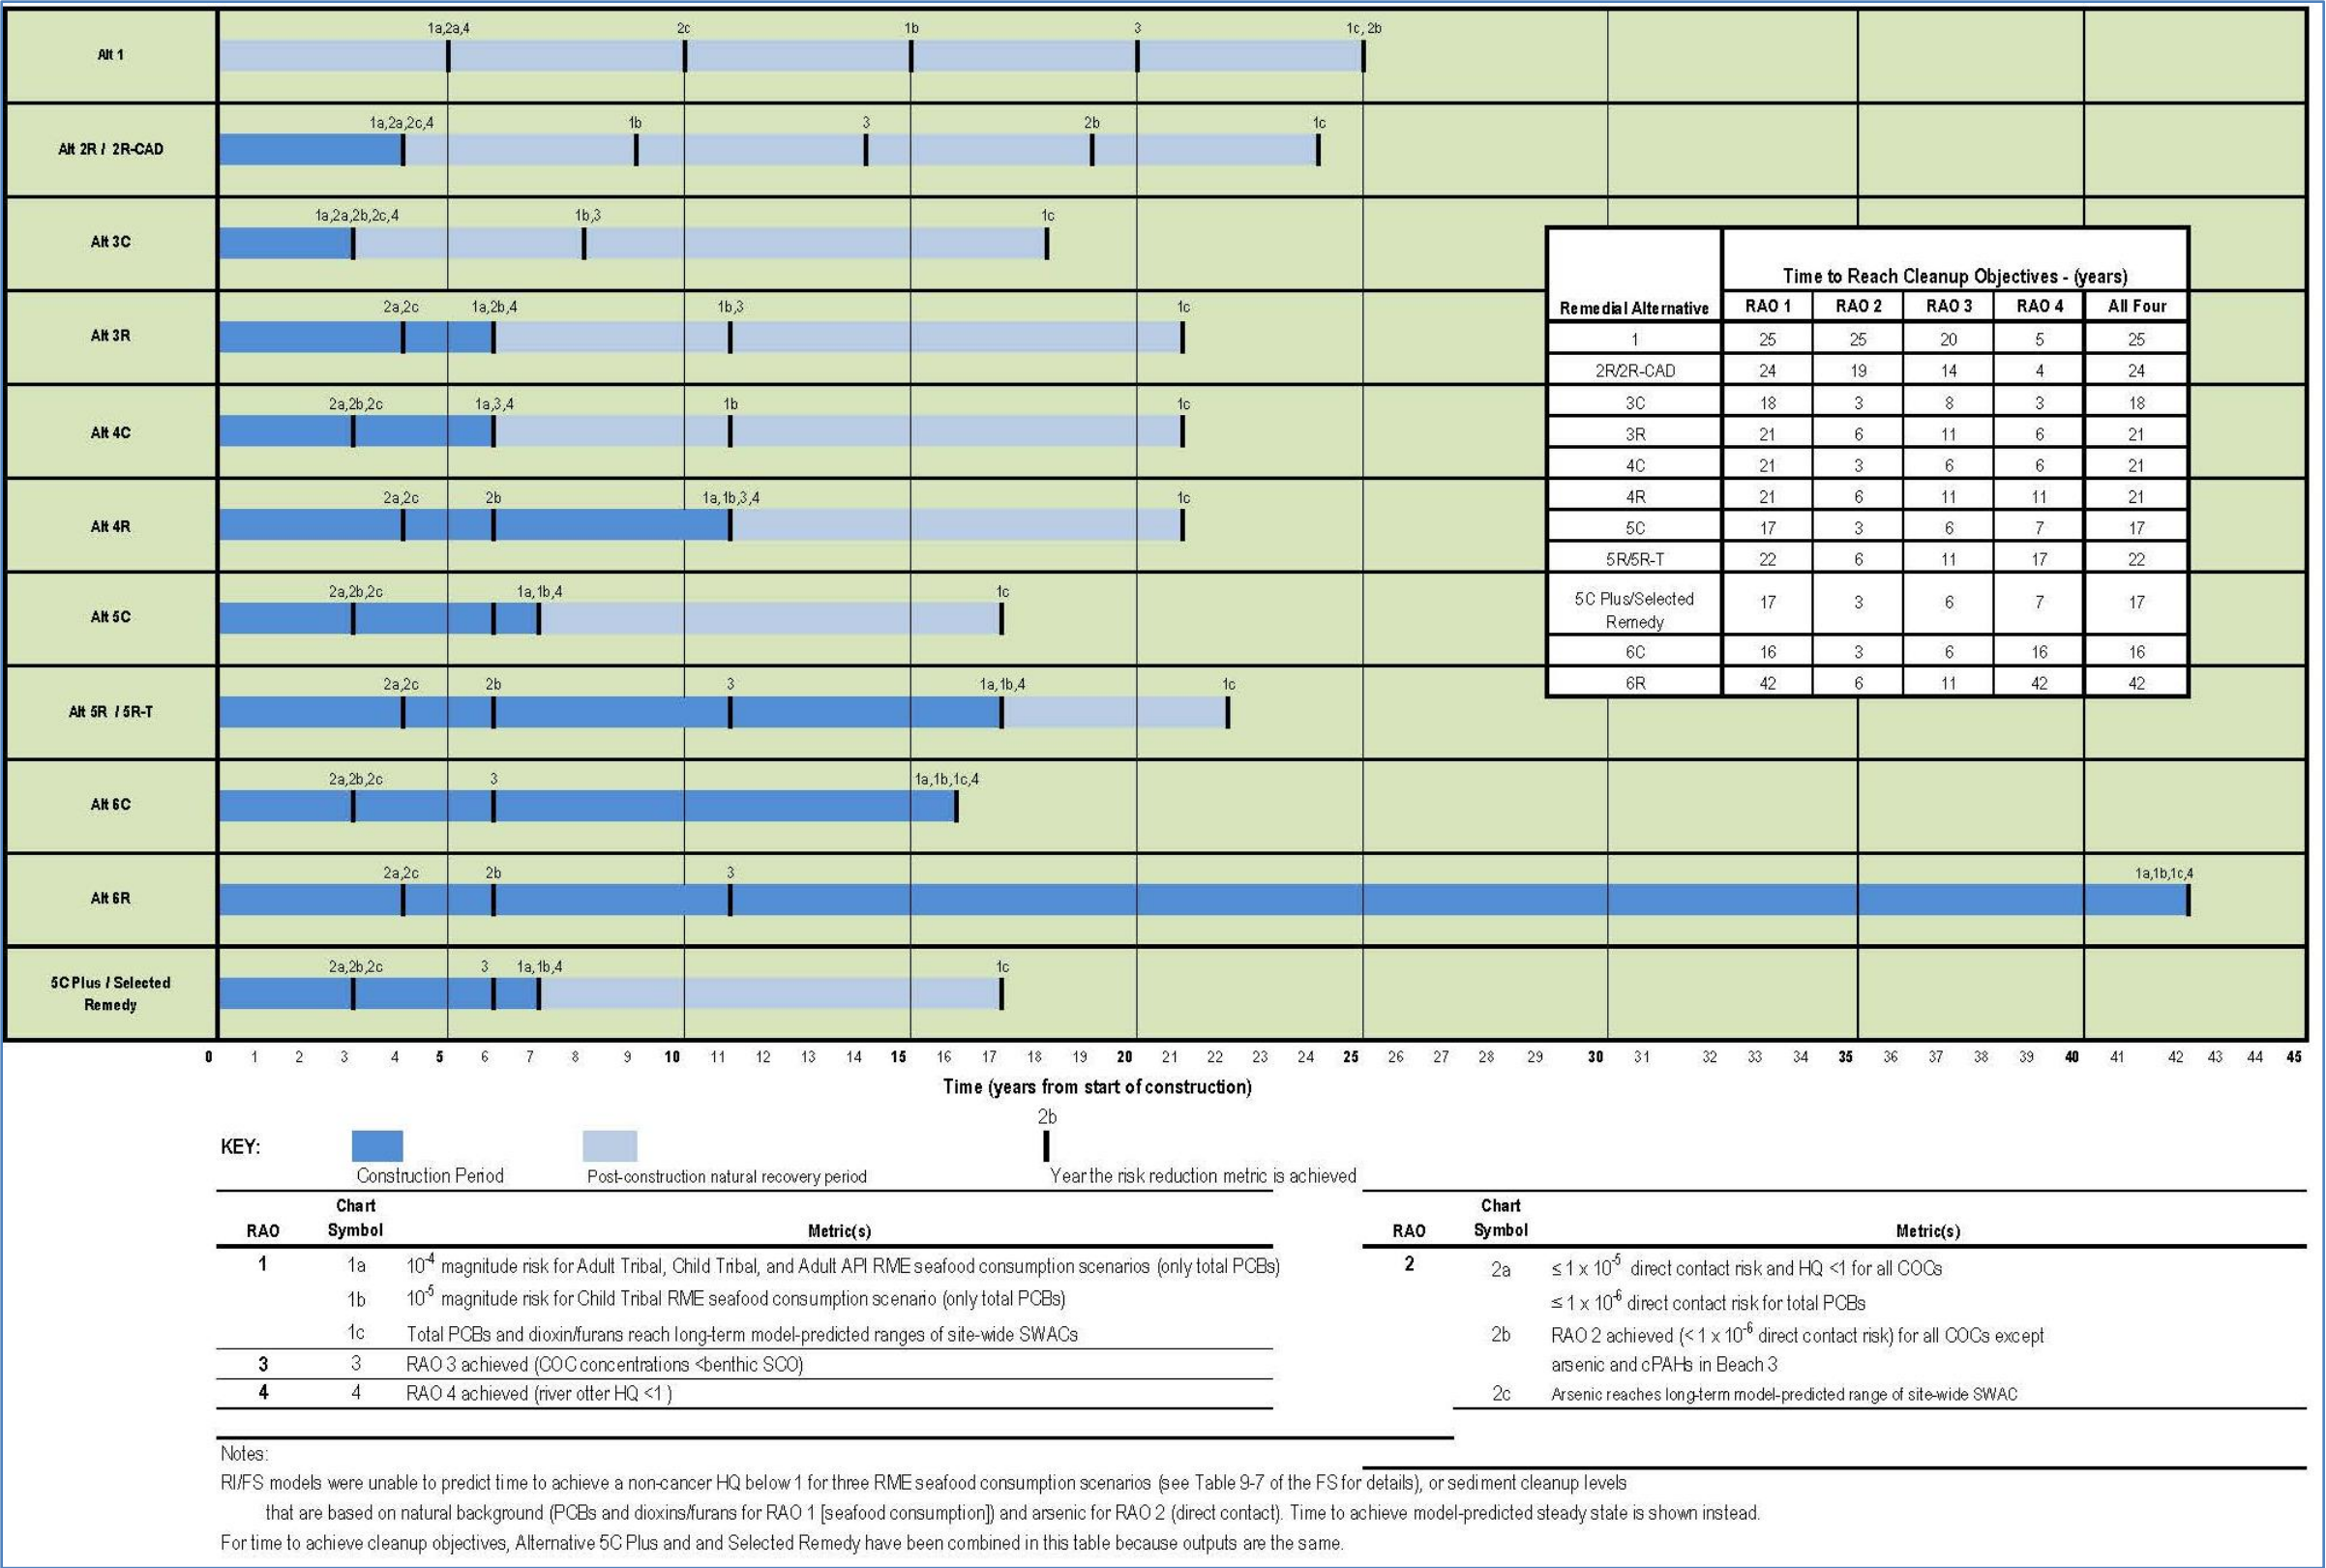 1a,2a,4 2c 1b 3 1c, 2b
Alt 1
1a,2a,2c,4 1b 3 2b 1c
Alt 2R / 2R-CAD
1a,2a,2b,2c,4 1b,3 1c
Alt 3C
2a,2c 1a,2b,4 1b,3 1c
Alt 3R
2a,2b,2c 1a,3,4 1b 1c
Alt 4C
2a,2c 2b 1a,1b,3,4 1c
Alt 4R
2a,2b,2c 1a,1b,4 1c
Alt 5C
2a,2c 2b 3 1a,1b,4 1c
Alt 5R / 5R-T
2a,2b,2c 3 1a,1b,1c,4
Alt 6C
2a,2c 2b 3 1a,1b,1c,4
Alt 6R
2a,2b,2c 3 1a,1b,4 1c
5C Plus / Selected
Remedy
Time to Reach Cleanup Objectives - (years)
Remedial Alternative RAO 1 RAO 2 RAO 3 RAO 4 All Four
1 25 25 20 5 25
2R/2R-CAD 24 19 14 4 24
3C 18 3 8 3 18
3R 21 6 11 6 21
4C 21 3 6 6 21
4R 21 6 11 11 21
5C 17 3 6 7 17
5R/5R-T 22 6 11 17 22
5C Plus/Selected
Remedy 17 3 6 7 17
6C 16 3 6 16 16
6R 42 6 11 42 42
0 1 2 3 4 5 6 7 8 9 10 11 12 13 14 15 16 17 18 19 20 21 22 23 24 25 26 27 28 29 30 31 32 33 34 35 36 37 38 39 40 41 42 43 44 45
Time (years from start of construction)
2b
KEY:
Construction Period Post-construction natural recovery period Year the risk reduction metric is achieved
RAO Chart Symbol Metric(s)
1 1a 10-4 magnitude risk for Adult Tribal, Child Tribal, and Adult API RME seafood consumption scenarios (only total PCBs)
1b 10-5 magnitude risk for Child Tribal RME seafood consumption scenario (only total PCBs)
1c Total PCBs and dioxin/furans reach long-term model-predicted ranges of site-wide SWACs
3 3 RAO 3 achieved (COC concentrations <benthic SCO)
4 4 RAO 4 achieved (river otter HQ <1 )
RAO Chart Symbol Metric(s)
2 2a ≤ 1 x 10-5 direct contact risk and HQ <1 for all COCs
≤ 1 x 10-6 direct contact risk for total PCBs
2b RAO 2 achieved (< 1 x 10-6 direct contact risk) for all COCs except
arsenic and cPAHs in Beach 3
2c Arsenic reaches long-term model-predicted range of site-wide SWAC
Notes:
RI/FS models were unable to predict time to achieve a non-cancer HQ below 1 for three RME seafood consumption scenarios (see Table 9-7 of the FS for details), or sediment cleanup levels
that are based on natural background (PCBs and dioxins/furans for RAO 1 [seafood consumption]) and arsenic for RAO 2 (direct contact). Time to achieve model-predicted steady state is shown instead.
For time to achieve cleanup objectives, Alternative 5C Plus and and Selected Remedy have been combined in this table because outputs are the same.